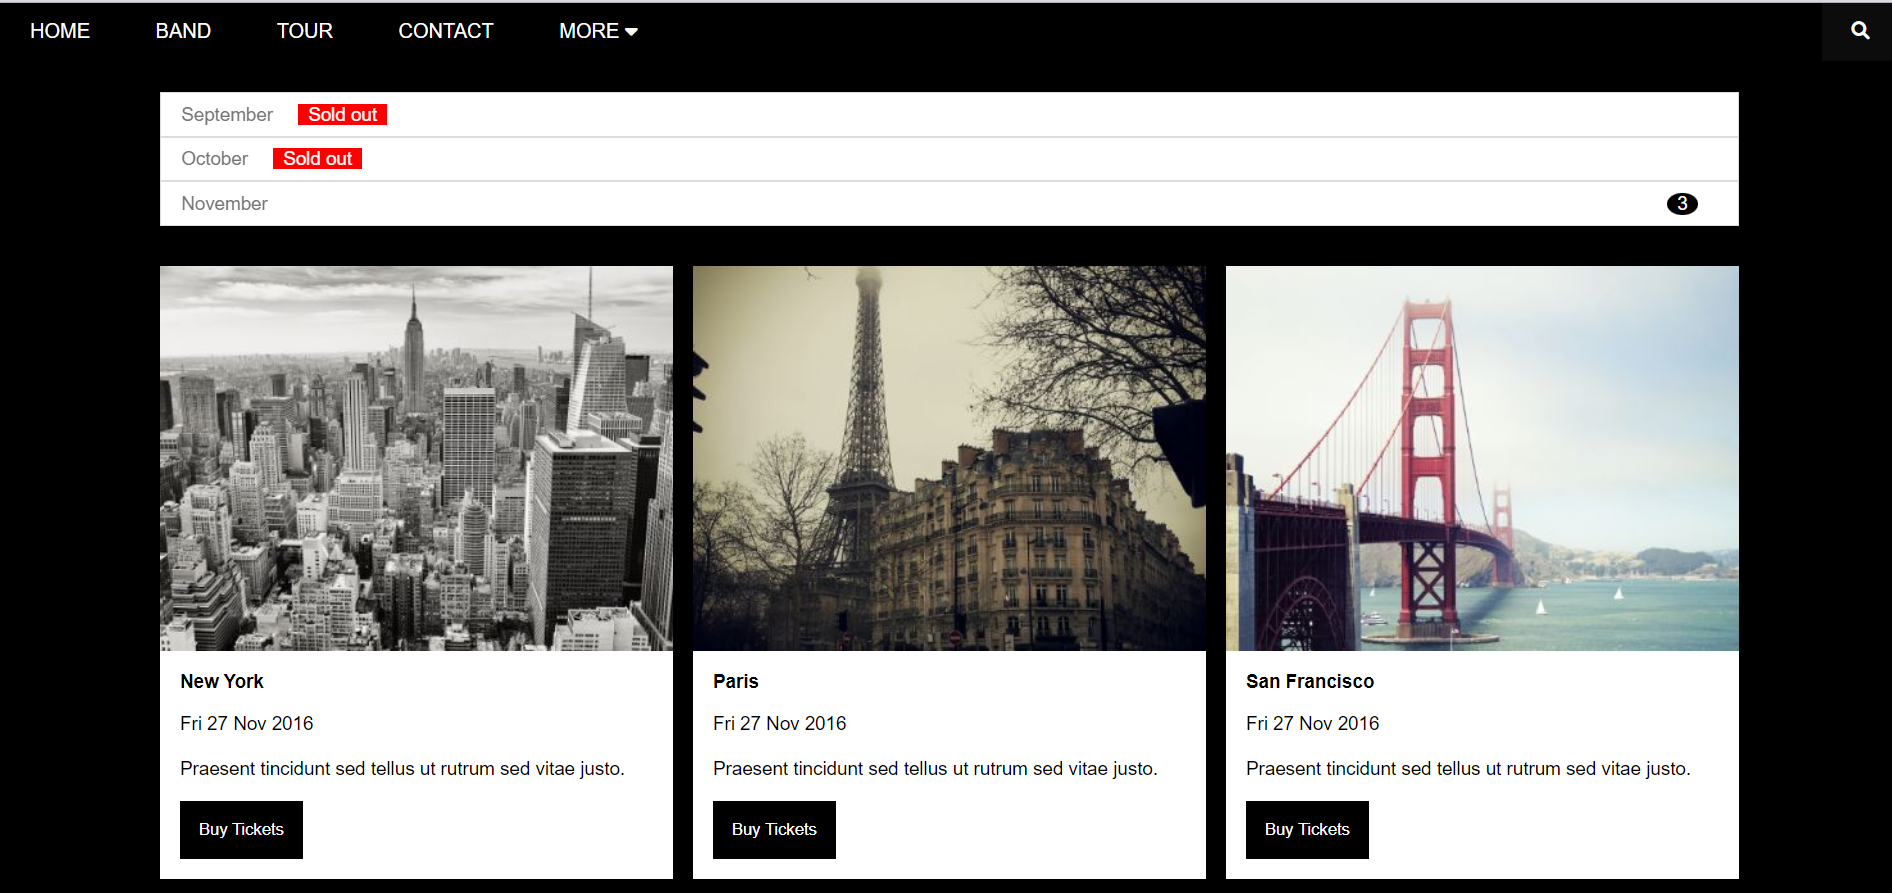 HOME BAND TOUR CONTACT MORE
September Sold out
October Sold out
November 3
New York
Fri 27 Nov 2016
Praesent tincidunt sed tellus ut rutrum sed vitae justo.
Buy Tickets
Paris
Fri 27 Nov 2016
Praesent tincidunt sed tellus ut rutrum sed vitae justo.
Buy Tickets
San Francisco
Fri 27 Nov 2016
Praesent tincidunt sed tellus ut rutrum sed vitae justo.
Buy Tickets